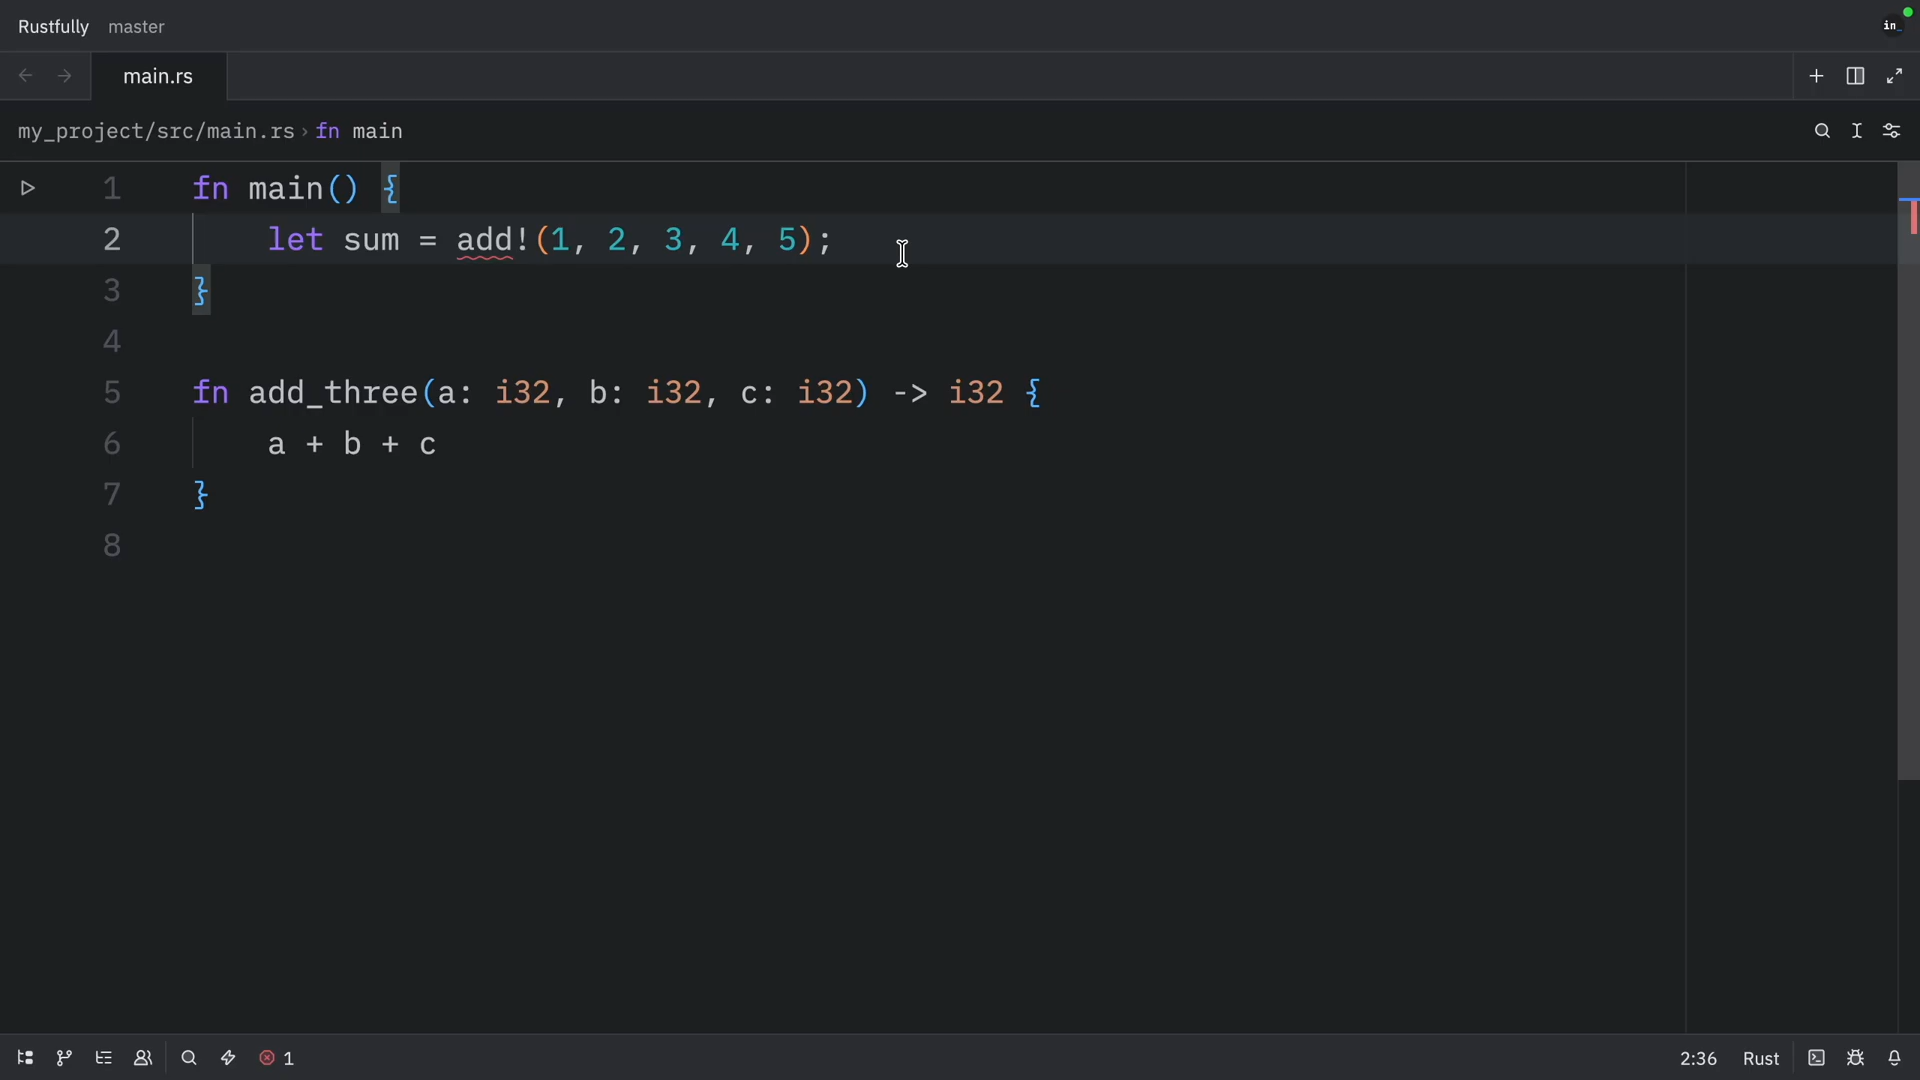 Rustfully master
in_
main.rs
my_project/src/main.rs › fn main
1 fn main() {
2     let sum = add!(1, 2, 3, 4, 5);
3 }
4
5 fn add_three(a: i32, b: i32, c: i32) -> i32 {
6     a + b + c
7 }
8
1 2:36 Rust